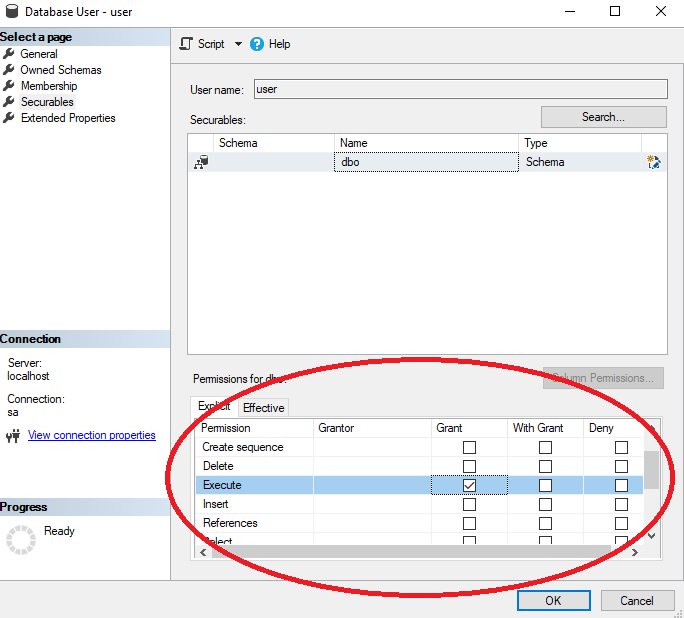 Database User - user
Select a page
General
Owned Schemas
Membership
Securables
Extended Properties
Script
Help
User name:
user
Securables:
Search...
Schema Name Type
dbo Schema
Connection
Server:
localhost
Connection:
sa
View connection properties
Progress
Ready
Permissions for dbo:
Column Permissions...
Explicit Effective
Permission Grantor Grant With Grant Deny
Create sequence
Delete
Execute
Insert
References
Select
OK Cancel